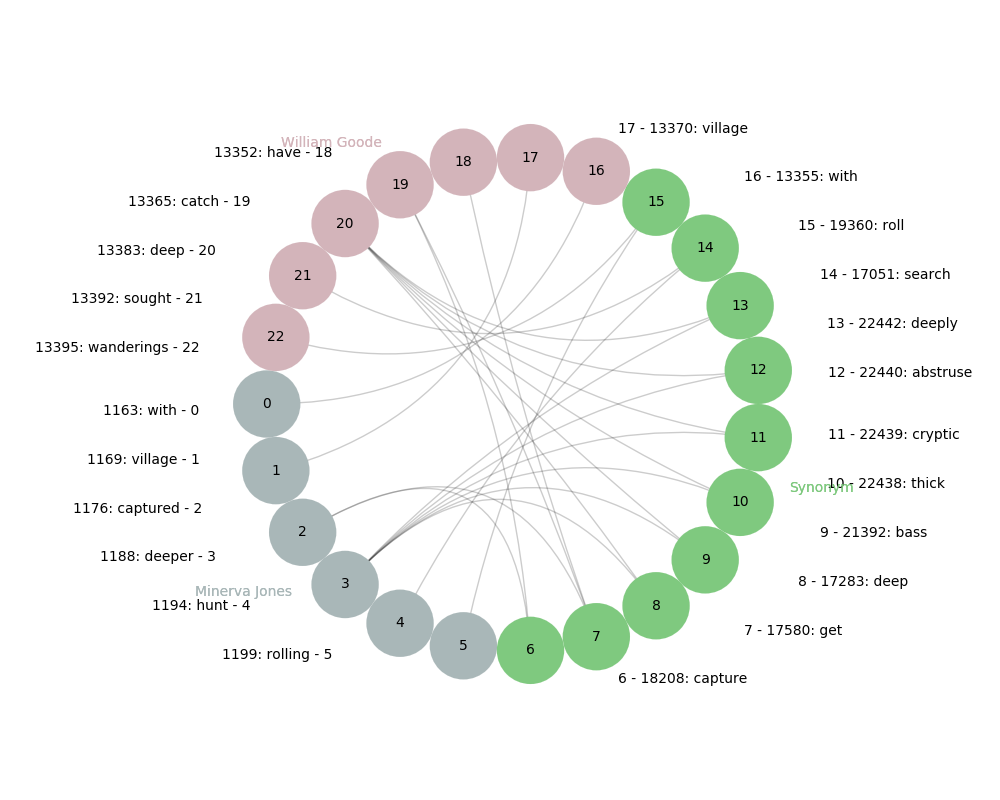 17 - 13370: village
William Goode
13352: have - 18
18
17
16
19
16 - 13355: with
13365: catch - 19
15
20
15 - 19360: roll
13383: deep - 20
14
21
14 - 17051: search
13392: sought - 21
13
13 - 22442: deeply
22
13395: wanderings - 22
12
12 - 22440: abstruse
0
1163: with - 0
11
11 - 22439: cryptic
1169: village - 1
1
10 - 22438: thick
Synonym
10
1176: captured - 2
2
9 - 21392: bass
1188: deeper - 3
9
3
8 - 17283: deep
Minerva Jones
1194: hunt - 4
8
4
7 - 17580: get
7
5
6
1199: rolling - 5
6 - 18208: capture